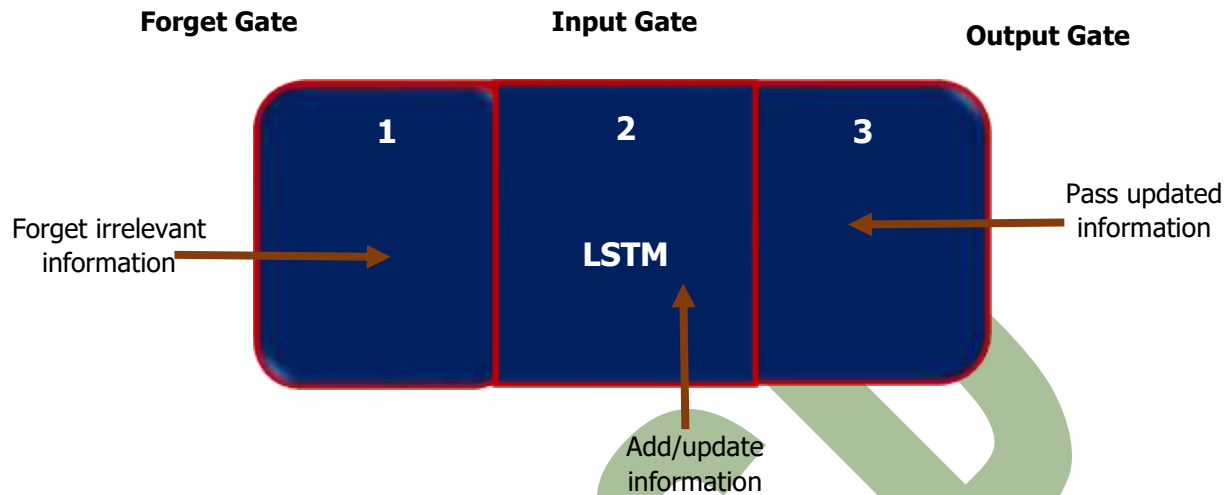 Forget Gate
Input Gate
Output Gate
1
2
3
Forget irrelevant
information
LSTM
Pass updated
information
Add/update
information